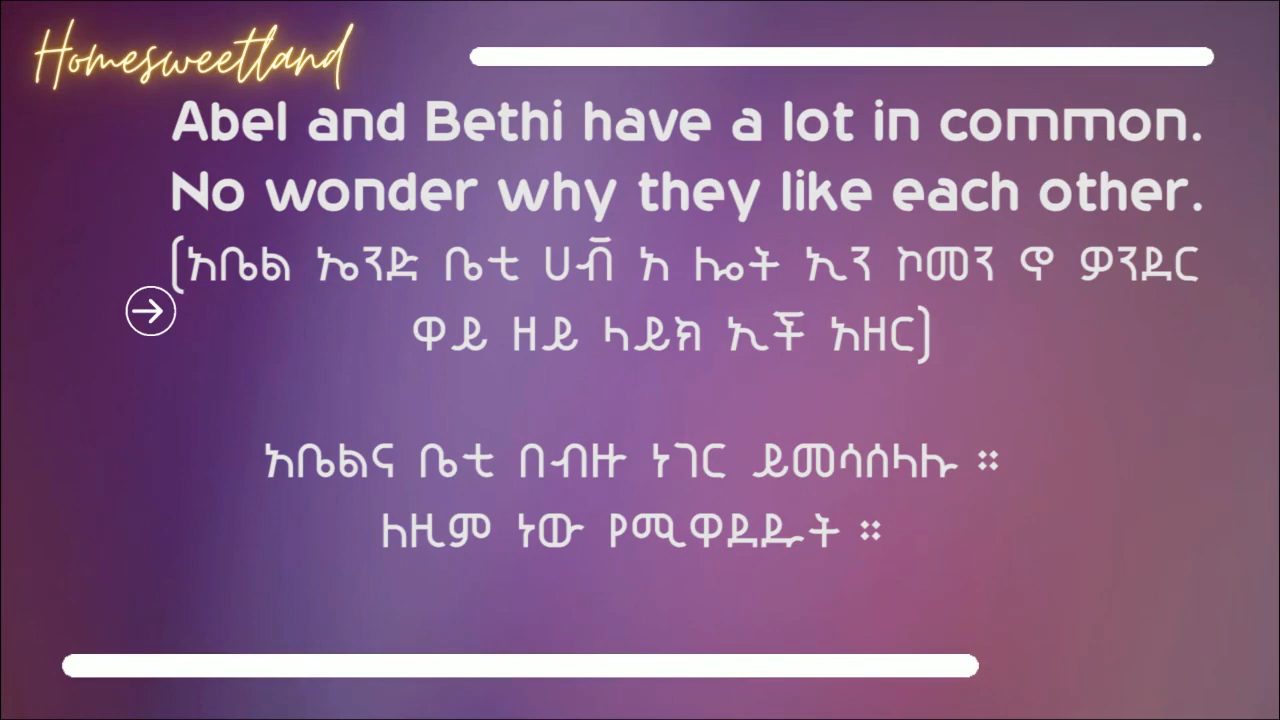 Homesweetland
Abel and Bethi have a lot in common.
No wonder why they like each other.
(አቤል ኤንድ ቤቲ ሀቭ አ ሎት ኢን ኮመን ኖ ዎንደር
ዋይ ዘይ ላይክ ኢች አዘር)
አቤልና ቤቲ በብዙ ነገር ይመሳሰላሉ ።
ለዚም ነው የሚዋደዱት ።